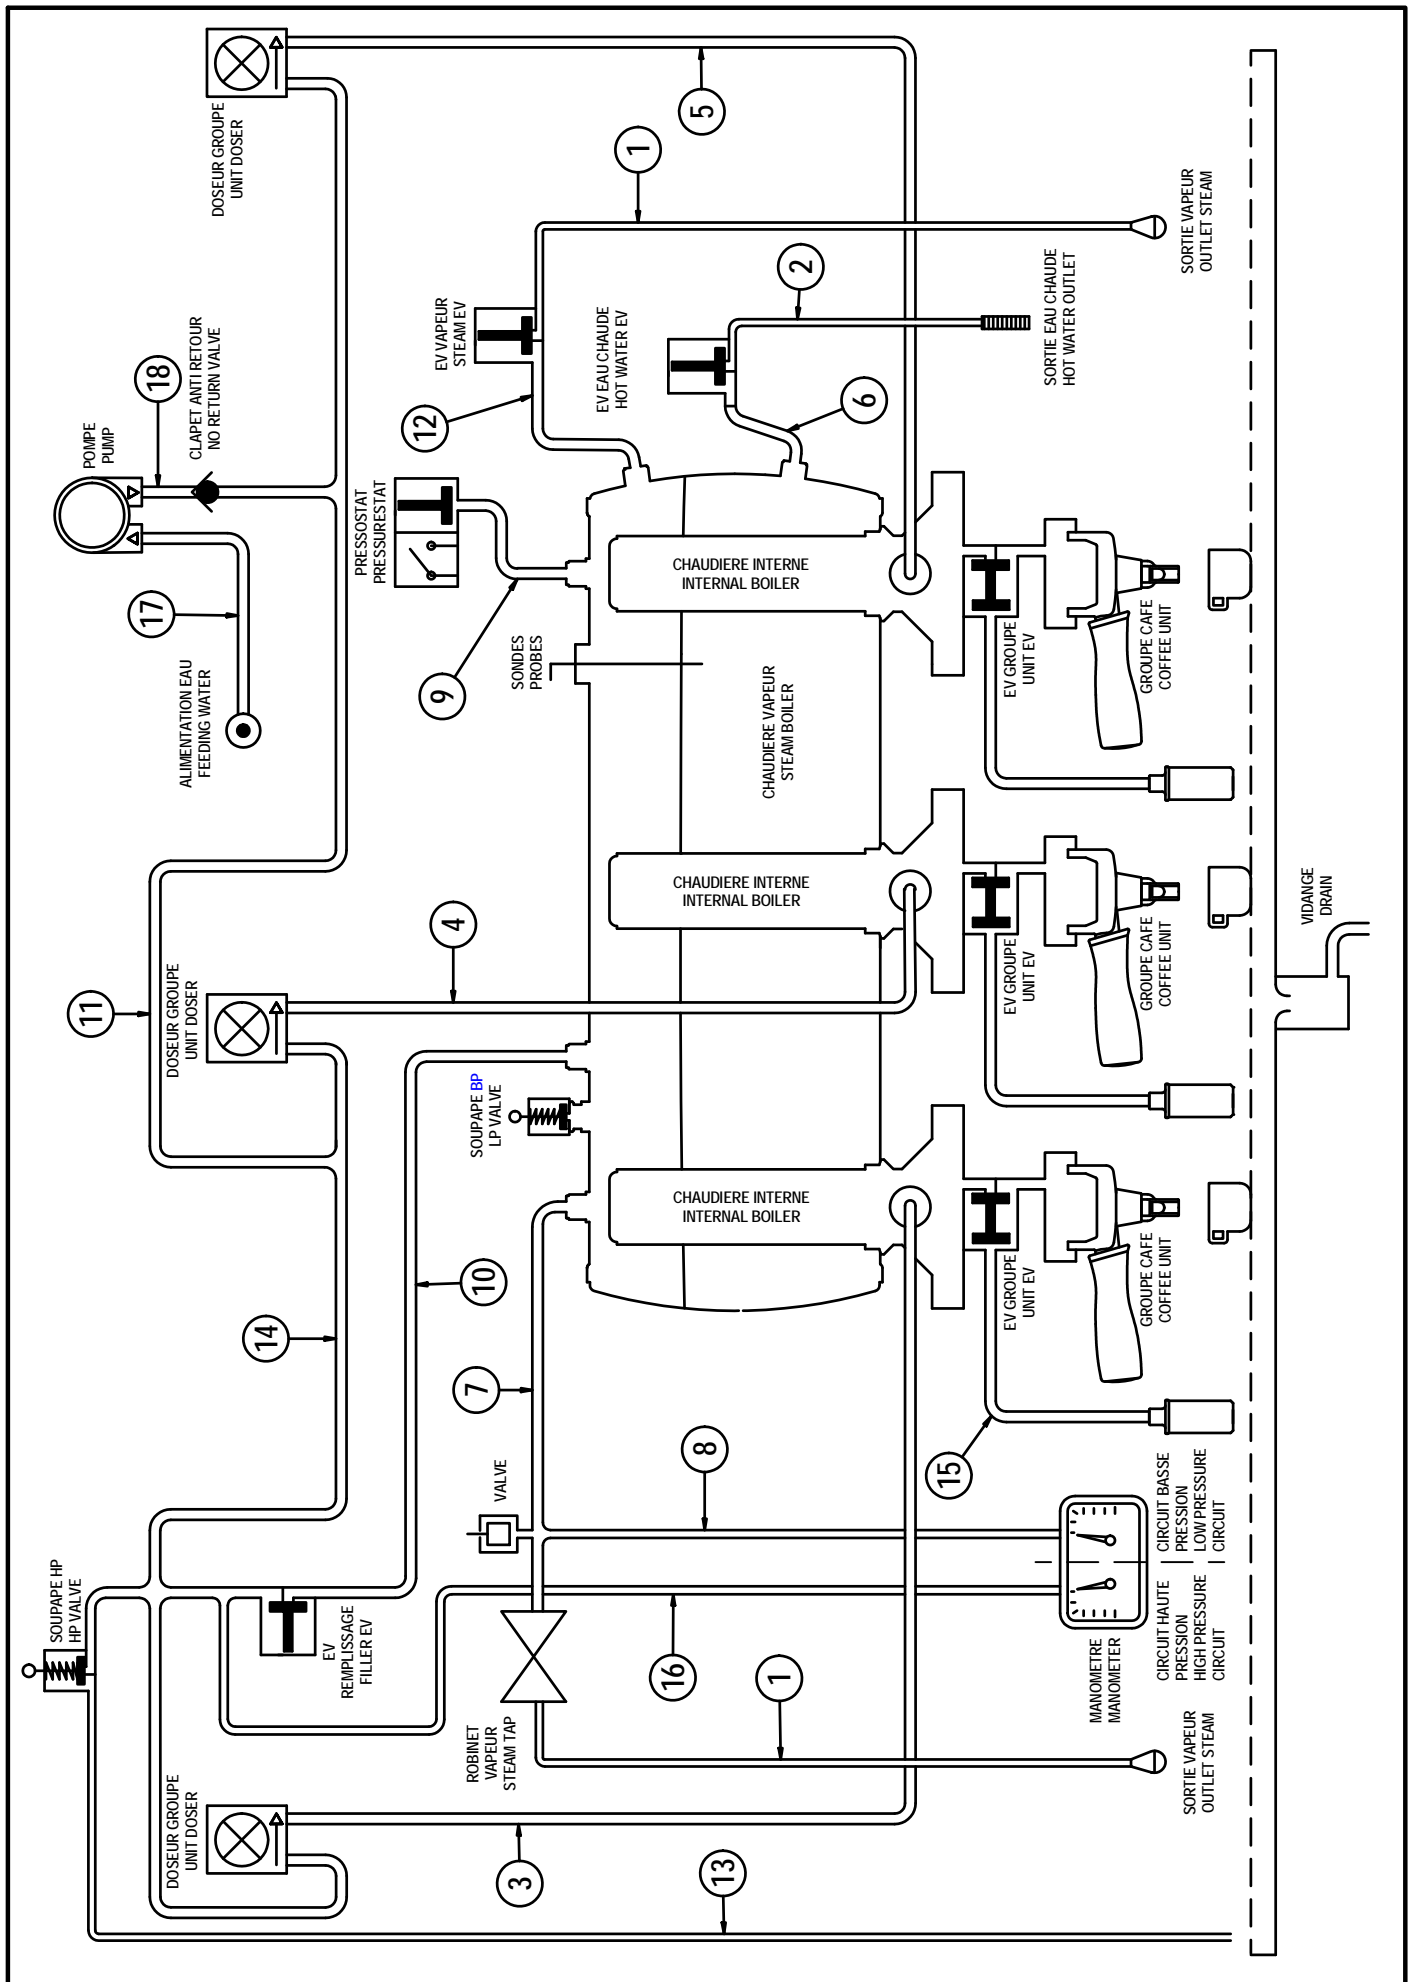 DOSEUR GROUPE
UNIT DOSER
5
1
SORTIE VAPEUR
OUTLET STEAM
2
EV VAPEUR
STEAM EV
EV EAU CHAUDE
HOT WATER EV
SORTIE EAU CHAUDE
HOT WATER OUTLET
POMPE
PUMP
18
CLAPET ANTI RETOUR
NO RETURN VALVE
12
6
PRESSOSTAT
PRESSURESTAT
17
ALIMENTATION EAU
FEEDING WATER
9
SONDES
PROBES
CHAUDIERE INTERNE
INTERNAL BOILER
CHAUDIERE VAPEUR
STEAM BOILER
EV GROUPE
UNIT EV
GROUPE CAFE
COFFEE UNIT
11
DOSEUR GROUPE
UNIT DOSER
4
CHAUDIERE INTERNE
INTERNAL BOILER
EV GROUPE
UNIT EV
GROUPE CAFE
COFFEE UNIT
VIDANGE
DRAIN
SOUPAPE BP
LP VALVE
CHAUDIERE INTERNE
INTERNAL BOILER
EV GROUPE
UNIT EV
GROUPE CAFE
COFFEE UNIT
14
10
7
8
15
VALVE
SOUPAPE HP
HP VALVE
EV
REMPLISSAGE
FILLER EV
16
1
ROBINET
VAPEUR
STEAM TAP
MANOMETRE
MANOMETER
CIRCUIT BASSE
PRESSION
LOW PRESSURE
CIRCUIT
CIRCUIT HAUTE
PRESSION
HIGH PRESSURE
CIRCUIT
SORTIE VAPEUR
OUTLET STEAM
DOSEUR GROUPE
UNIT DOSER
3
13